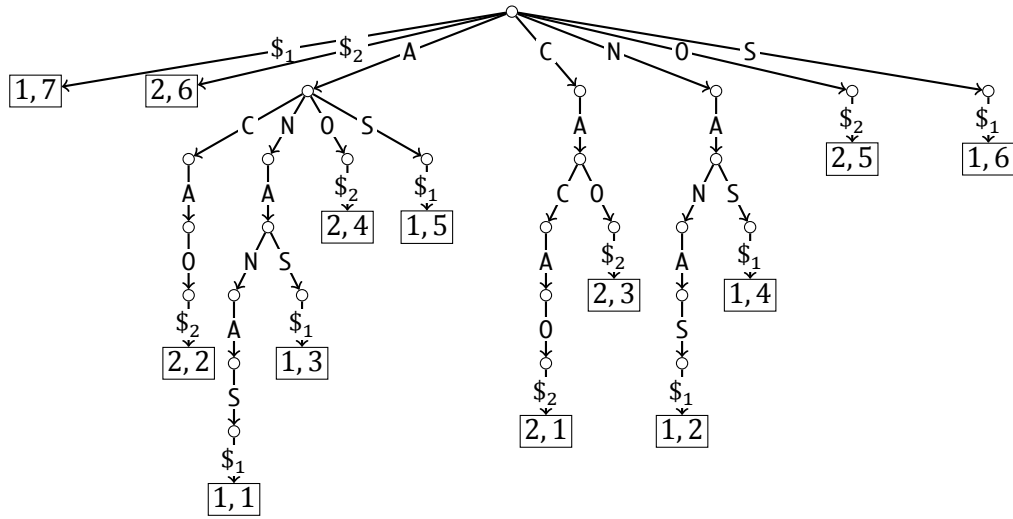 $₁ $₂ A C N O S
1, 7 2, 6
C N O S A A $₂ $₁
2, 5 1, 6
A A $₂ $₁ C O N S
2, 4 1, 5
O N S A $₂ A $₁
2, 3 1, 4
$₂ A $₁ O S
2, 2 1, 3
S $₂ $₁
2, 1 1, 2
$₁
1, 1